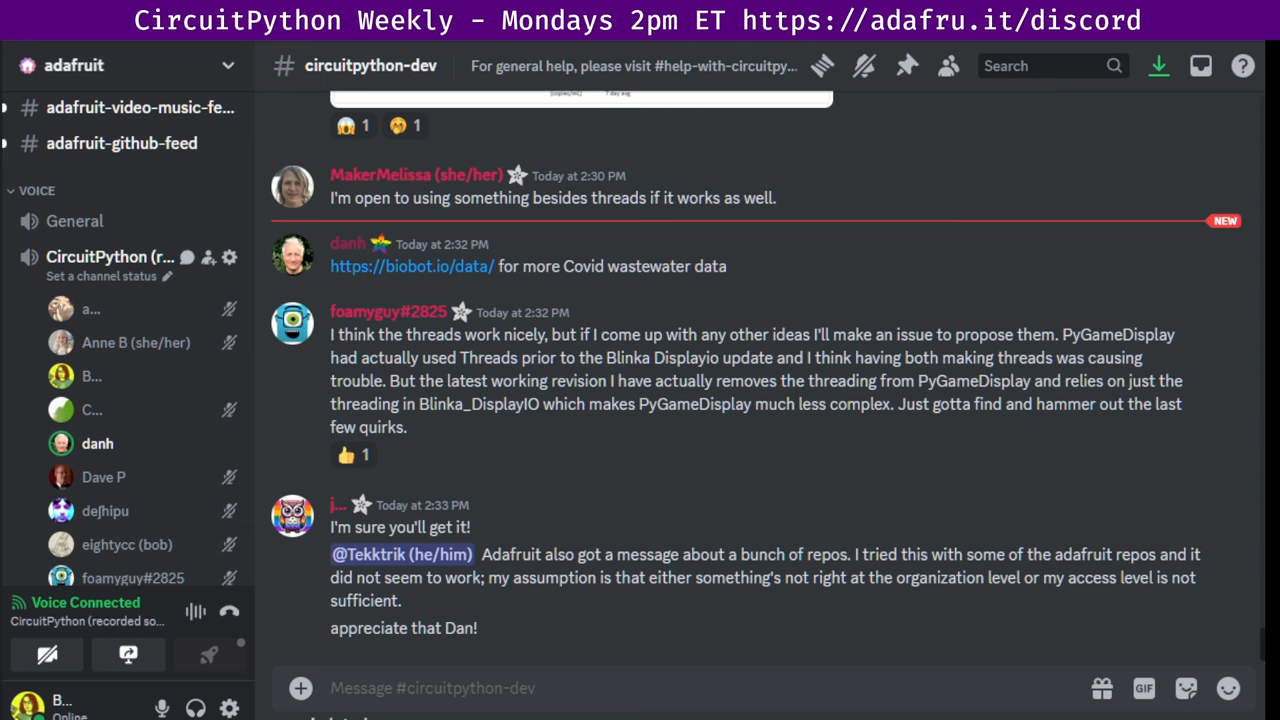 CircuitPython Weekly - Mondays 2pm ET https://adafru.it/discord
adafruit
circuitpython-dev
For general help, please visit #help-with-circuitpy...
Search
adafruit-video-music-fe...
adafruit-github-feed
VOICE
General
CircuitPython (r...
Set a channel status
a...
Anne B (she/her)
B...
C...
danh
Dave P
deʃhipu
eightycc (bob)
foamyguy#2825
Voice Connected
CircuitPython (recorded so...
B...
Online
7 day avg
1
1
MakerMelissa (she/her) Today at 2:30 PM
I'm open to using something besides threads if it works as well.
NEW
danh Today at 2:32 PM
https://biobot.io/data/ for more Covid wastewater data
foamyguy#2825 Today at 2:32 PM
I think the threads work nicely, but if I come up with any other ideas I'll make an issue to propose them. PyGameDisplay
had actually used Threads prior to the Blinka Displayio update and I think having both making threads was causing
trouble. But the latest working revision I have actually removes the threading from PyGameDisplay and relies on just the
threading in Blinka_DisplayIO which makes PyGameDisplay much less complex. Just gotta find and hammer out the last
few quirks.
1
j... Today at 2:33 PM
I'm sure you'll get it!
@Tekktrik (he/him) Adafruit also got a message about a bunch of repos. I tried this with some of the adafruit repos and it
did not seem to work; my assumption is that either something's not right at the organization level or my access level is not
sufficient.
appreciate that Dan!
Message #circuitpython-dev
GIF